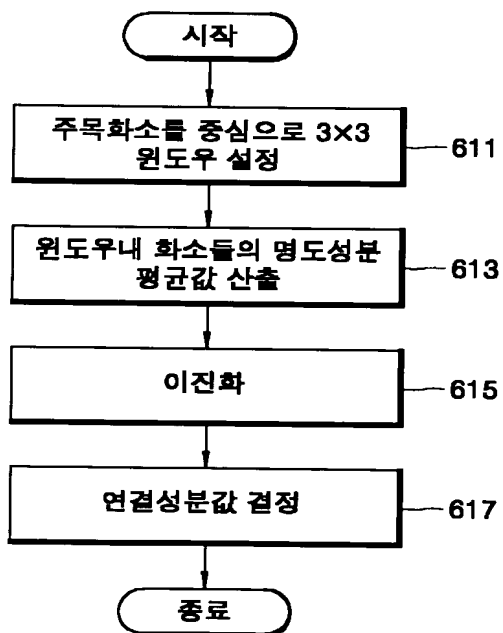 시작
주목화소를 중심으로 3×3
윈도우 설정
611
윈도우내 화소들의 명도성분
평균값 산출
613
이진화
615
연결성분값 결정
617
종료